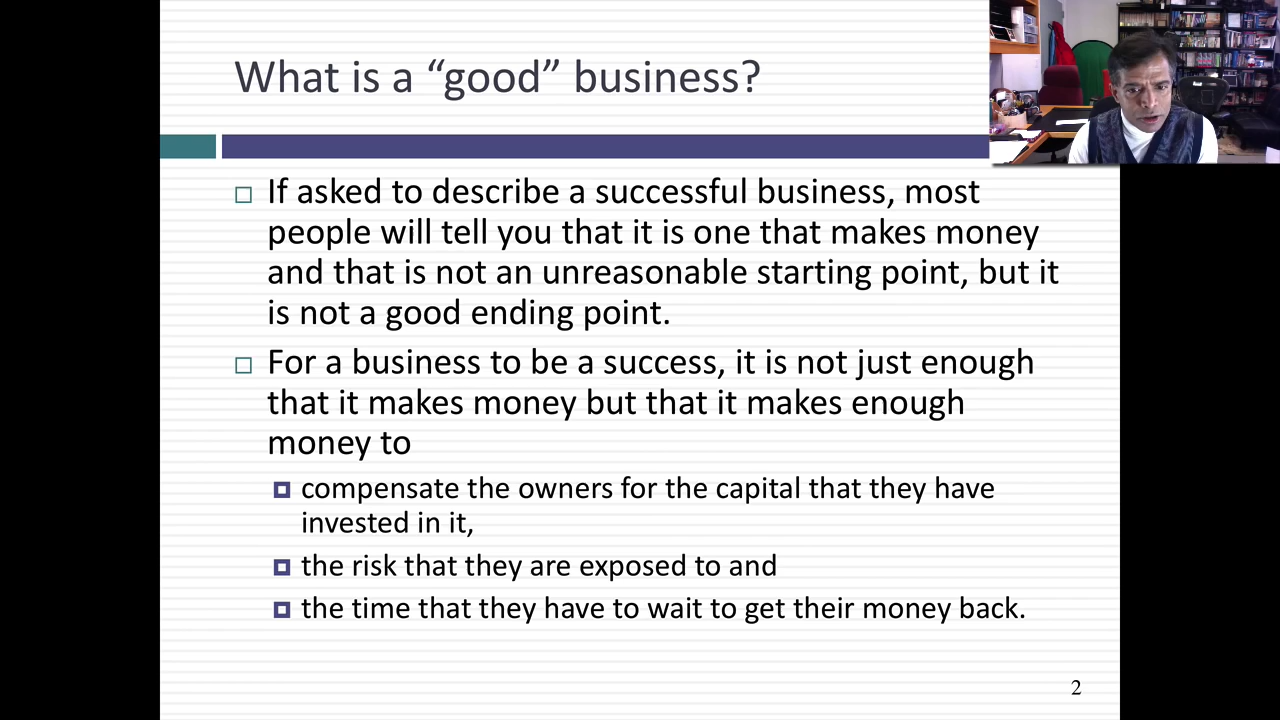 What is a “good” business?
If asked to describe a successful business, most
people will tell you that it is one that makes money
and that is not an unreasonable starting point, but it
is not a good ending point.
For a business to be a success, it is not just enough
that it makes money but that it makes enough
money to
compensate the owners for the capital that they have
invested in it,
the risk that they are exposed to and
the time that they have to wait to get their money back.
2